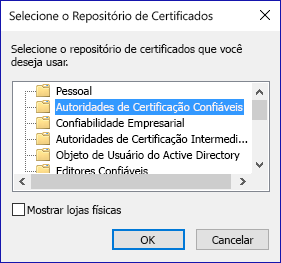 Selecione o Repositório de Certificados
Selecione o repositório de certificados que você
deseja usar.
Pessoal
Autoridades de Certificação Confiáveis
Confiabilidade Empresarial
Autoridades de Certificação Intermedi...
Objeto de Usuário do Active Directory
Editores Confiáveis
Mostrar lojas físicas
OK
Cancelar